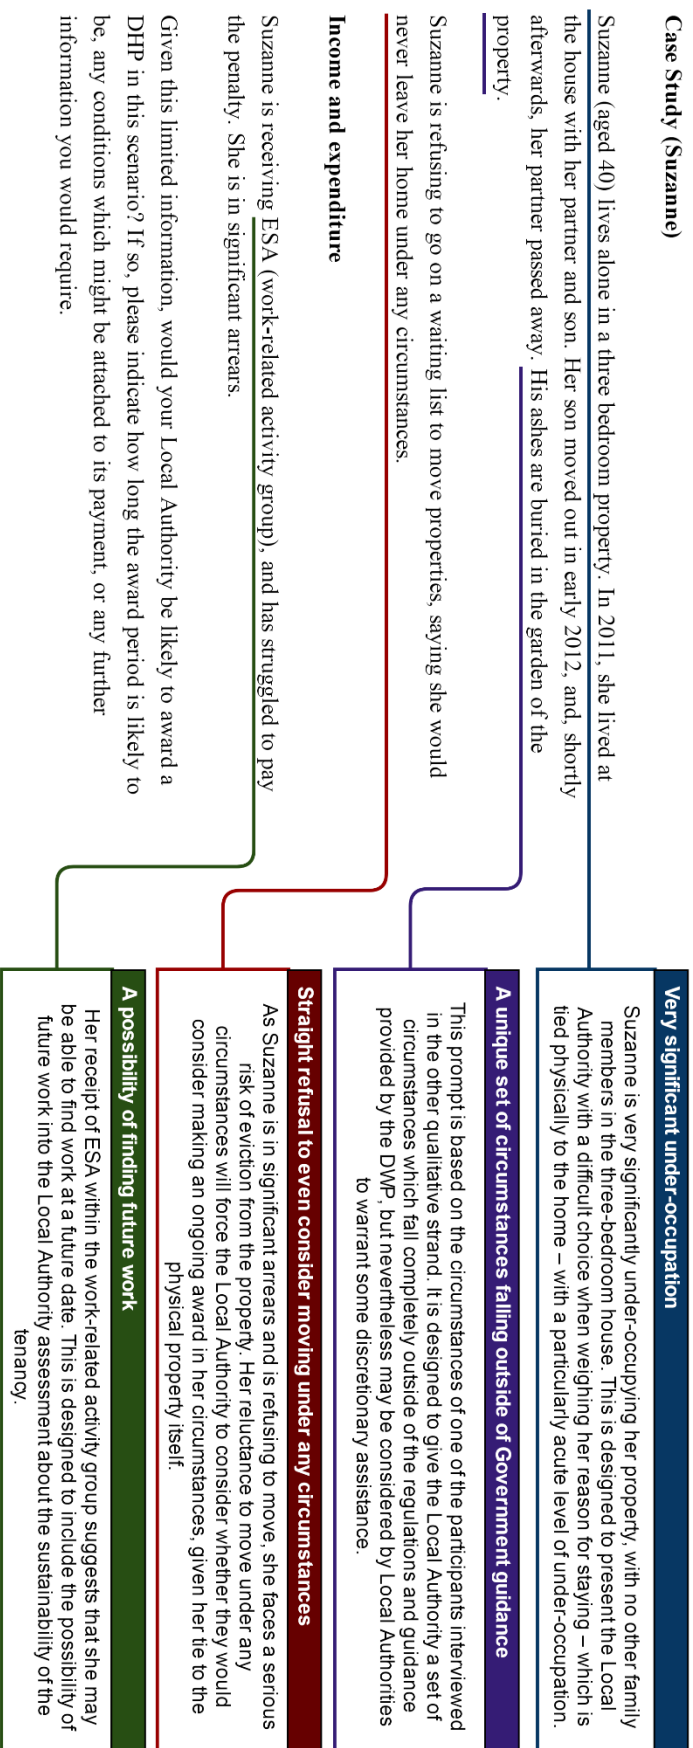 Case Study (Suzanne)
Suzanne (aged 40) lives alone in a three bedroom property. In 2011, she lived at
the house with her partner and son. Her son moved out in early 2012, and, shortly
afterwards, her partner passed away. His ashes are buried in the garden of the
property.
Suzanne is refusing to go on a waiting list to move properties, saying she would
never leave her home under any circumstances.
Income and expenditure
Suzanne is receiving ESA (work-related activity group), and has struggled to pay
the penalty. She is in significant arrears.
Given this limited information, would your Local Authority be likely to award a
DHP in this scenario? If so, please indicate how long the award period is likely to
be, any conditions which might be attached to its payment, or any further
information you would require.
Very significant under-occupation
Suzanne is very significantly under-occupying her property, with no other family
members in the three-bedroom house. This is designed to present the Local
Authority with a difficult choice when weighing her reason for staying – which is
tied physically to the home – with a particularly acute level of under-occupation.
A unique set of circumstances falling outside of Government guidance
This prompt is based on the circumstances of one of the participants interviewed
in the other qualitative strand. It is designed to give the Local Authority a set of
circumstances which fall completely outside of the regulations and guidance
provided by the DWP, but nevertheless may be considered by Local Authorities
to warrant some discretionary assistance.
Straight refusal to even consider moving under any circumstances
As Suzanne is in significant arrears and is refusing to move, she faces a serious
risk of eviction from the property. Her reluctance to move under any
circumstances will force the Local Authority to consider whether they would
consider making an ongoing award in her circumstances, given her tie to the
physical property itself.
A possibility of finding future work
Her receipt of ESA within the work-related activity group suggests that she may
be able to find work at a future date. This is designed to include the possibility of
future work into the Local Authority assessment about the sustainability of the
tenancy.